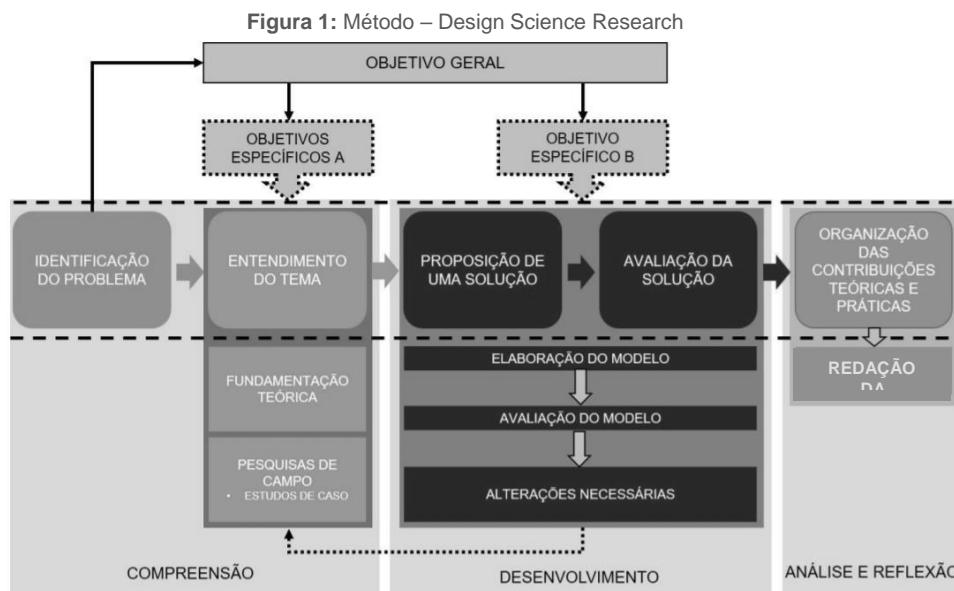 Figura 1: Método – Design Science Research
OBJETIVO GERAL
OBJETIVOS
ESPECÍFICOS A
OBJETIVO
ESPECÍFICO B
IDENTIFICAÇÃO
DO PROBLEMA
ENTENDIMENTO
DO TEMA
PROPOSIÇÃO DE
UMA SOLUÇÃO
AVALIAÇÃO DA
SOLUÇÃO
ORGANIZAÇÃO
DAS
CONTRIBUIÇÕES
TEÓRICAS E
PRÁTICAS
FUNDAMENTAÇÃO
TEÓRICA
PESQUISAS DE
CAMPO
• ESTUDOS DE CASO
ELABORAÇÃO DO MODELO
AVALIAÇÃO DO MODELO
ALTERAÇÕES NECESSÁRIAS
REDAÇÃO
DA
COMPREENSÃO
DESENVOLVIMENTO
ANÁLISE E REFLEXÃO